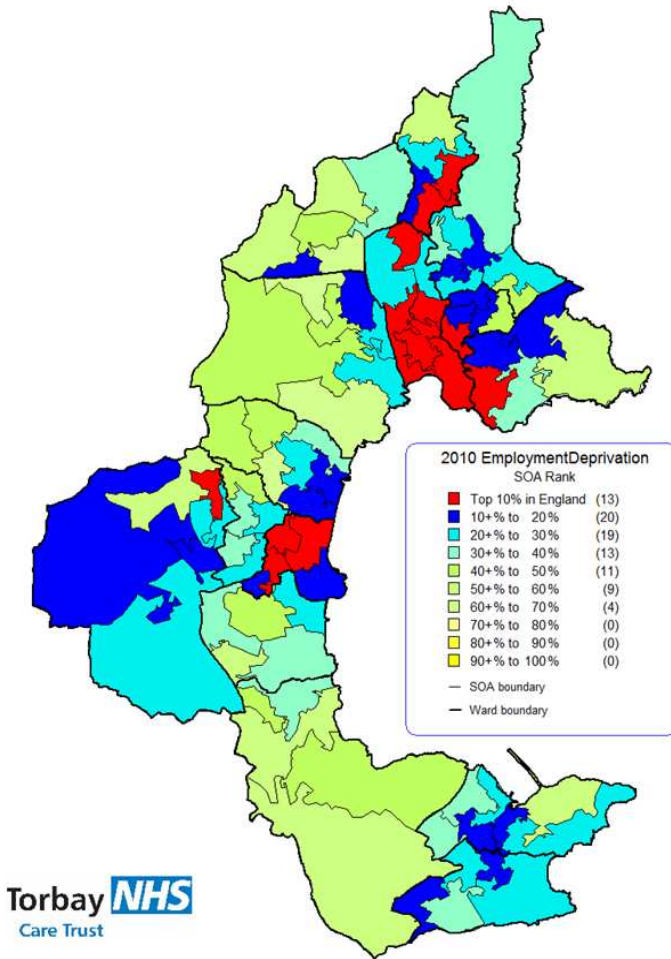 2010 EmploymentDeprivation
SOA Rank
Top 10% in England (13)
10+% to 20% (20)
20+% to 30% (19)
30+% to 40% (13)
40+% to 50% (11)
50+% to 60% (9)
60+% to 70% (4)
70+% to 80% (0)
80+% to 90% (0)
90+% to 100% (0)
SOA boundary
Ward boundary
Torbay NHS
Care Trust